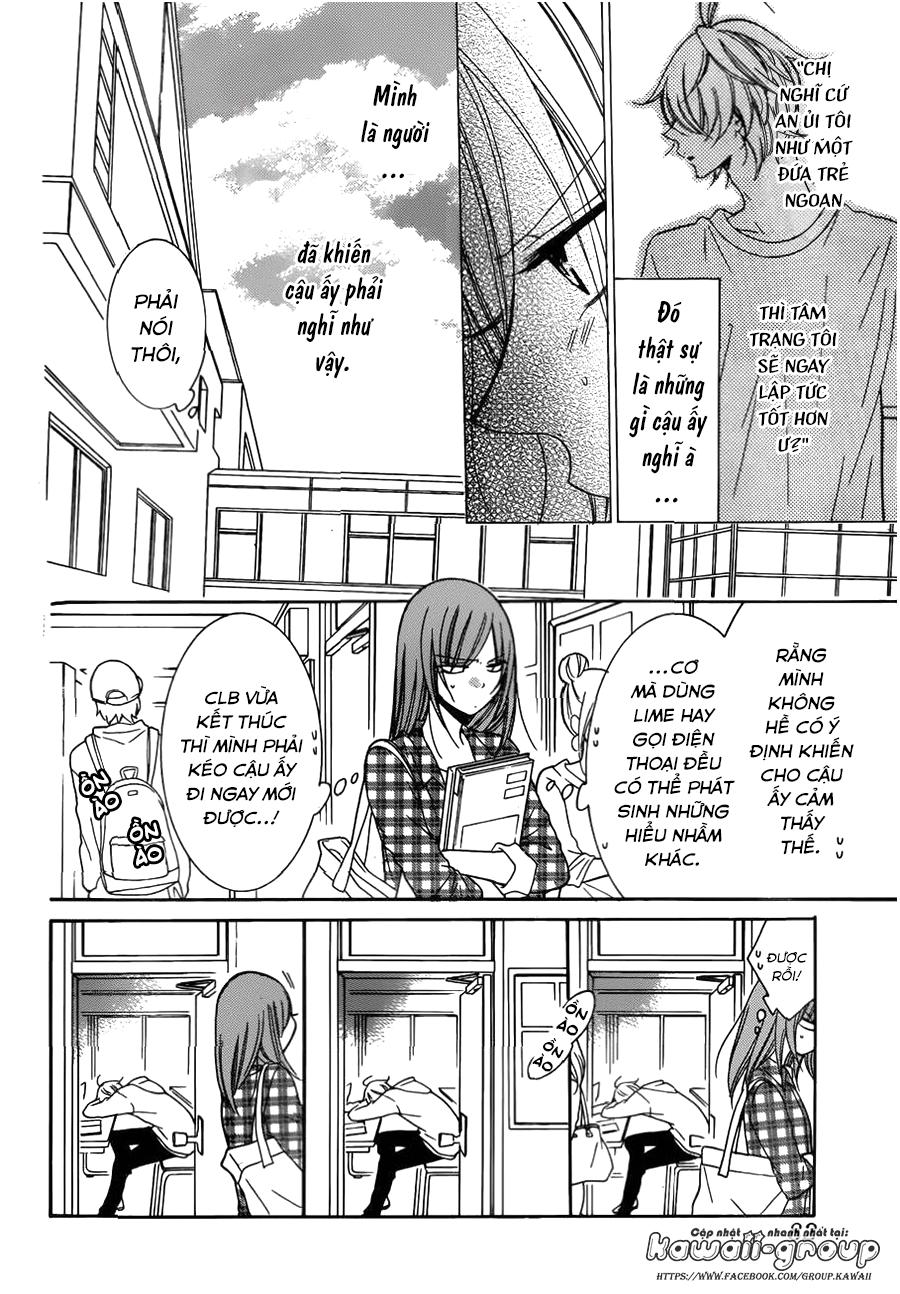 "CHỊ
NGHĨ CỨ
AN ỦI TÔI
NHƯ MỘT
ĐỨA TRẺ
NGOAN
THÌ TÂM
TRẠNG TÔI
SẼ NGAY
LẬP TỨC
TỐT HƠN
Ư?"
Đó
thật sự
là những
gì cậu ấy
nghĩ à
...
Mình
là người
...
đã khiến
cậu ấy phải
nghĩ như
vậy.
PHẢI
NÓI
THÔI,
RẰNG MÌNH
KHÔNG
HỀ CÓ Ý
ĐỊNH KHIẾN
CHO CẬU
ẤY CẢM
THẤY
THẾ.
...CƠ
MÀ DÙNG
LIME HAY
GỌI ĐIỆN
THOẠI ĐỀU
CÓ THỂ PHÁT
SINH NHỮNG
HIỂU NHẦM
KHÁC.
CLB VỪA
KẾT THÚC
THÌ MÌNH PHẢI
KÉO CẬU ẤY
ĐI NGAY MỚI
ĐƯỢC..!
ỒN
ÀO
ỒN
ÀO
ĐƯỢC
RỒI!
ỒN
ÀO
ỒN
ÀO
Cập nhật nhanh nhất tại:
kawaii-group
HTTPS://WWW.FACEBOOK.COM/GROUP.KAWAII